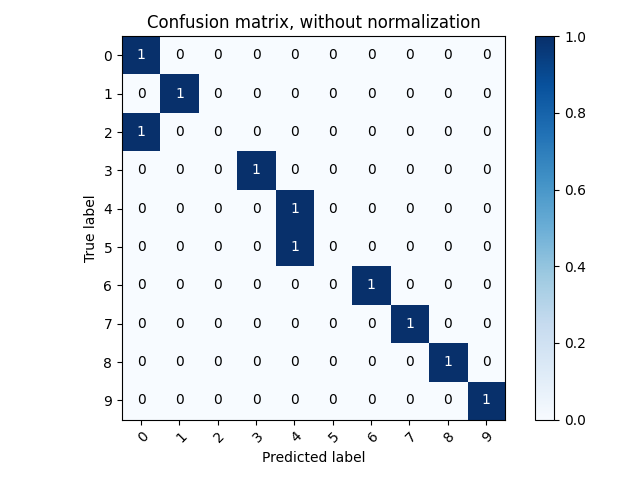 Confusion matrix, without normalization
0 1 0 0 0 0 0 0 0 0 0 1.0
1 0 1 0 0 0 0 0 0 0 0
2 1 0 0 0 0 0 0 0 0 0 0.8
3 0 0 0 1 0 0 0 0 0 0
4 0 0 0 0 1 0 0 0 0 0 0.6
True label
5 0 0 0 0 1 0 0 0 0 0
6 0 0 0 0 0 0 1 0 0 0 0.4
7 0 0 0 0 0 0 0 1 0 0
8 0 0 0 0 0 0 0 0 1 0 0.2
9 0 0 0 0 0 0 0 0 0 1 0.0
0 1 2 3 4 5 6 7 8 9
Predicted label